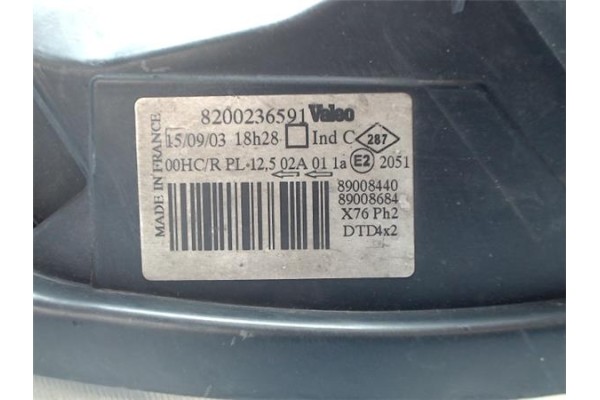 8200236591 Valeo
15/09/03 18h28 Ind C 287
00HC/R PL 12,5 02A 01 1a E2 2051
89008440
89008684
X76 Ph2
DTD4x2
MADE IN FRANCE